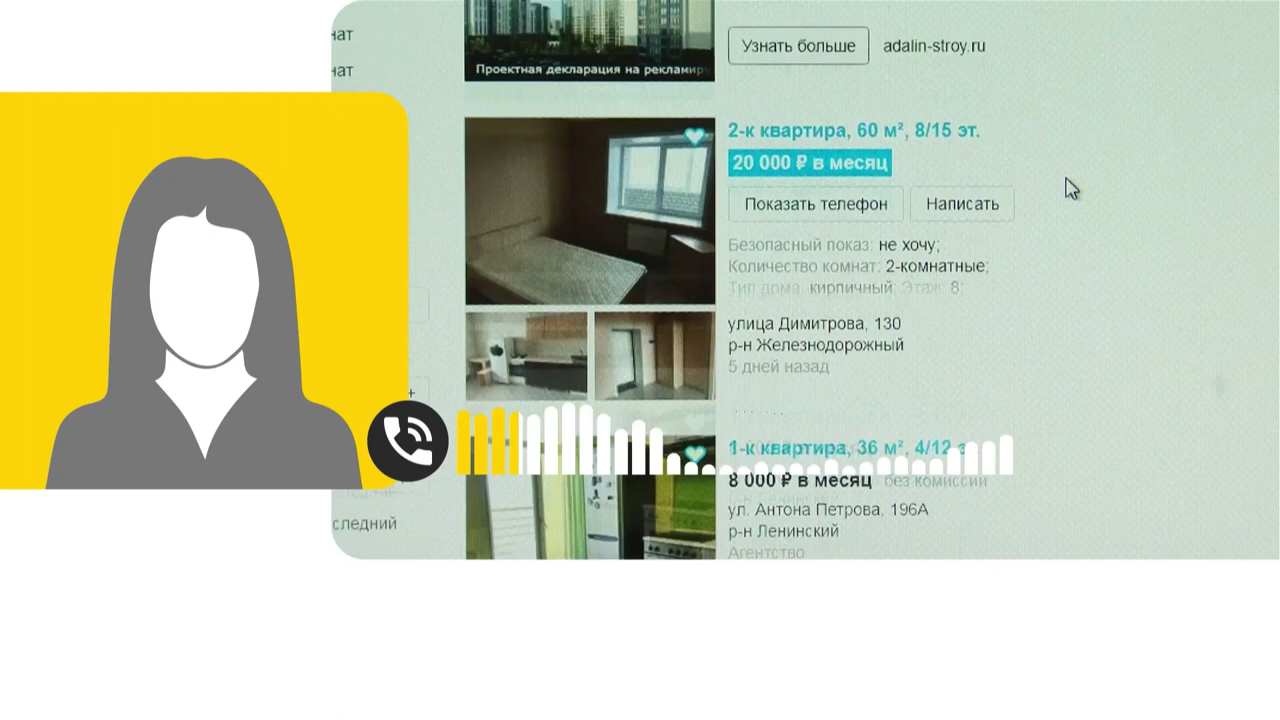 нат
нат
Проектная декларация на рекламиру
Узнать больше
adalin-stroy.ru
2-к квартира, 60 м², 8/15 эт.
20 000 ₽ в месяц
Показать телефон
Написать
Безопасный показ: не хочу;
Количество комнат: 2-комнатные;
Тип дома: кирпичный; Этаж: 8;
улица Димитрова, 130
р-н Железнодорожный
5 дней назад
1-к квартира, 36 м², 4/12 э
8 000 ₽ в месяц без комиссии
ул. Антона Петрова, 196А
р-н Ленинский
Агентство
следний